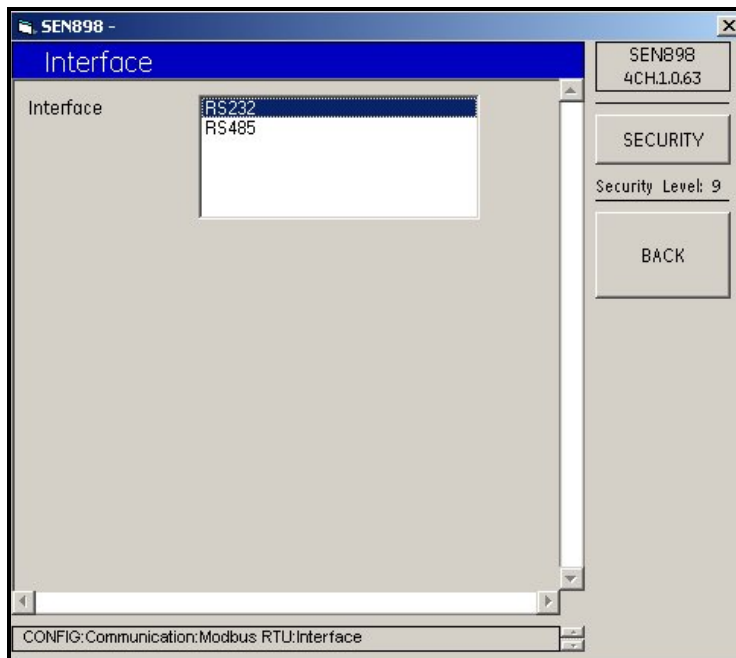 SEN898 -
Interface
Interface
RS232
RS485
SEN898
4CH.1.0.63
SECURITY
Security Level: 9
BACK
CONFIG:Communication:Modbus RTU:Interface